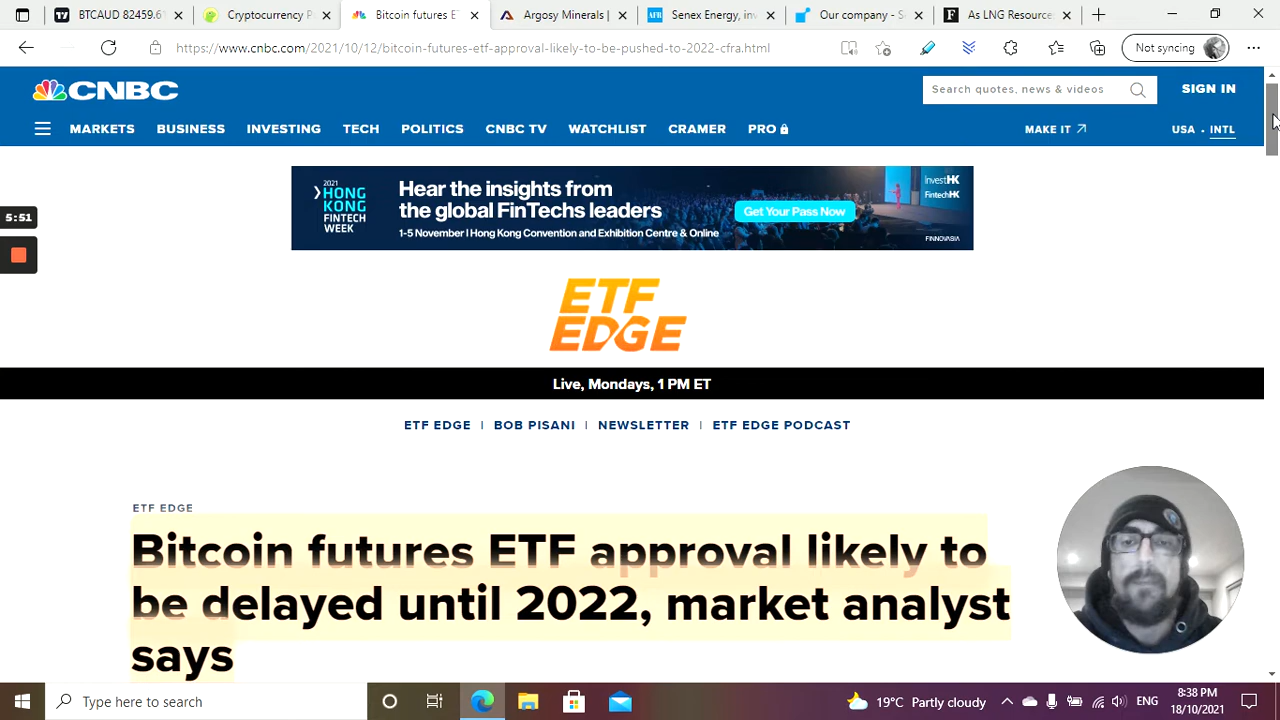 BTCAUD 82459.6
Cryptocurrency P
Bitcoin futures ET
Argosy Minerals |
Senex Energy, inv
Our company - Se
As LNG Resource
https://www.cnbc.com/2021/10/12/bitcoin-futures-etf-approval-likely-to-be-pushed-to-2022-cfra.html
Not syncing
CNBC
Search quotes, news & videos
SIGN IN
MARKETS BUSINESS INVESTING TECH POLITICS CNBC TV WATCHLIST CRAMER PRO MAKE IT USA • INTL
2021
HONG KONG FINTECH WEEK
Hear the insights from
the global FinTechs leaders
1-5 November | Hong Kong Convention and Exhibition Centre & Online
Get Your Pass Now
InvestHK
FintechHK
FINNOVASIA
5:51
ETF
EDGE
Live, Mondays, 1 PM ET
ETF EDGE | BOB PISANI | NEWSLETTER | ETF EDGE PODCAST
ETF EDGE
Bitcoin futures ETF approval likely to
be delayed until 2022, market analyst
says
Type here to search
19°C Partly cloudy
ENG
8:38 PM
18/10/2021